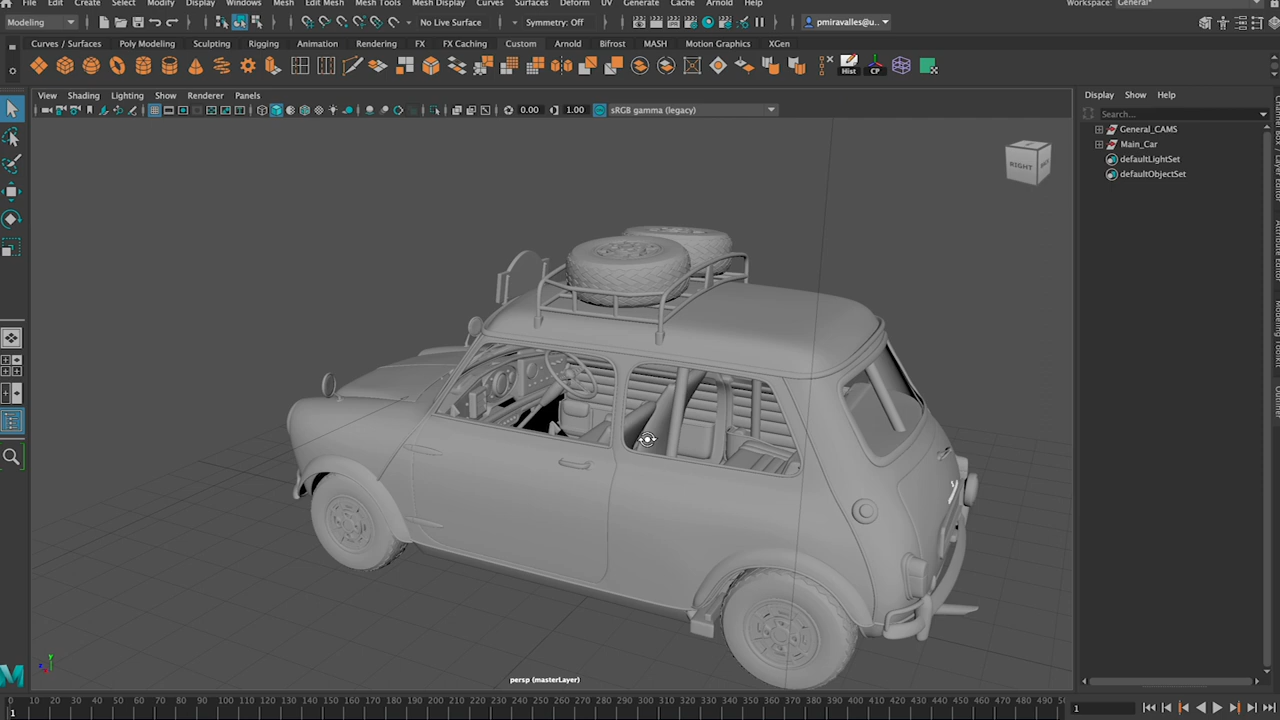 File Edit Create Select Modify Display Windows Mesh Edit Mesh Mesh Tools Mesh Display Curves Surfaces Deform UV Generate Cache Arnold Help Workspace: General*
Modeling No Live Surface Symmetry: Off pmiravalles@u..
Curves / Surfaces Poly Modeling Sculpting Rigging Animation Rendering FX FX Caching Custom Arnold Bifrost MASH Motion Graphics XGen
Hist CP
View Shading Lighting Show Renderer Panels
0.00 1.00 sRGB gamma (legacy)
Display Show Help
Search...
General_CAMS
Main_Car
defaultLightSet
defaultObjectSet
RIGHT
persp (masterLayer)
0 10 20 30 40 50 60 70 80 90 100 110 120 130 140 150 160 170 180 190 200 210 220 230 240 250 260 270 280 290 300 310 320 330 340 350 360 370 380 390 400 410 420 430 440 450 460 470 480 490 50
1 1